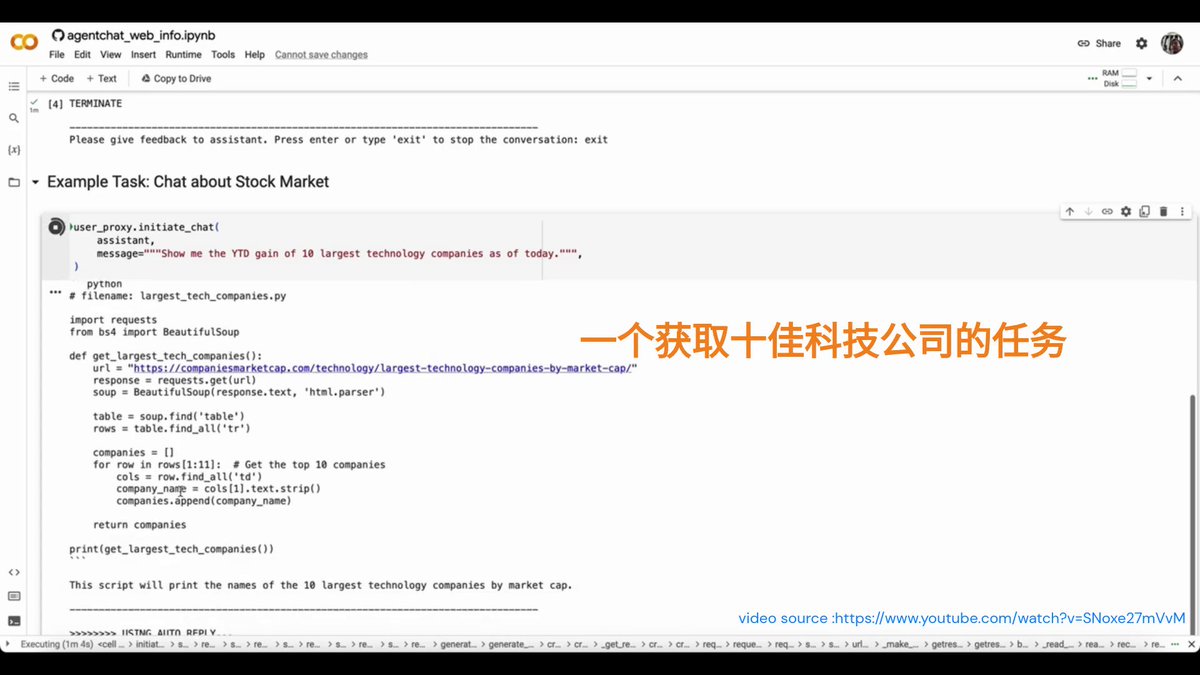 agentchat_web_info.ipynb
File Edit View Insert Runtime Tools Help Cannot save changes
Share
+ Code + Text Copy to Drive
RAM
Disk
1m
[4] TERMINATE
--------------------------------------------------------------------------------
Please give feedback to assistant. Press enter or type 'exit' to stop the conversation: exit
{x}
Example Task: Chat about Stock Market
user_proxy.initiate_chat(
assistant,
message="""Show me the YTD gain of 10 largest technology companies as of today.""",
)
python
# filename: largest_tech_companies.py
import requests
from bs4 import BeautifulSoup
一个获取十佳科技公司的任务
def get_largest_tech_companies():
url = "https://companiesmarketcap.com/technology/largest-technology-companies-by-market-cap/"
response = requests.get(url)
soup = BeautifulSoup(response.text, 'html.parser')
table = soup.find('table')
rows = table.find_all('tr')
companies = []
for row in rows[1:11]: # Get the top 10 companies
cols = row.find_all('td')
company_name = cols[1].text.strip()
companies.append(company_name)
return companies
print(get_largest_tech_companies())
```
This script will print the names of the 10 largest technology companies by market cap.
--------------------------------------------------------------------------------
video source :https://www.youtube.com/watch?v=SNoxe27mVvM
>>>>>>>> USING AUTO REPLY...
Executing (1m 4s) <cell ... > initiat... > s... > re... > s... > re... > s... > re... > s... > re... > s... > re... > generat... > generate_... > cr... > cr... > _get_re... > cr... > cr... > req... > reque... > req... > s... > s... > url... > _make_... > getres... > getres... > b... > _read_... > rea... > rec... > re...